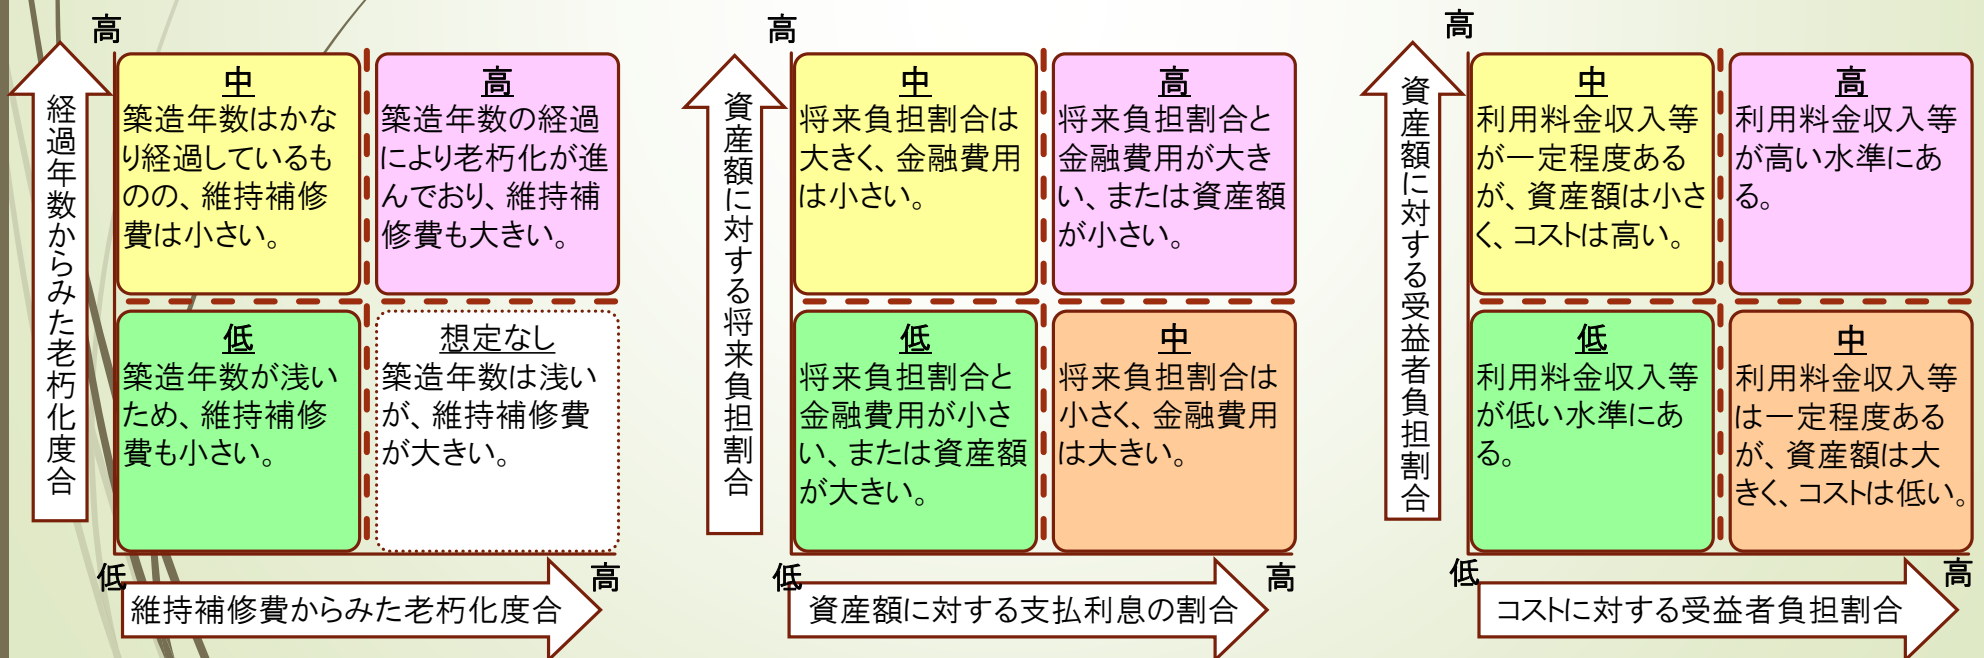 高
経過年数からみた老朽化度合
中
築造年数はかな
り経過しているも
のの、維持補修
費は小さい。
高
築造年数の経過
により老朽化が進
んでおり、維持補
修費も大きい。
低
築造年数が浅い
ため、維持補修
費も小さい。
想定なし
築造年数は浅い
が、維持補修費
が大きい。
低
高
維持補修費からみた老朽化度合
高
資産額に対する将来負担割合
中
将来負担割合は
大きく、金融費用
は小さい。
高
将来負担割合と
金融費用が大き
い、または資産額
が小さい。
低
将来負担割合と
金融費用が小さ
い、または資産額
が大きい。
中
将来負担割合は
小さく、金融費用
は大きい。
低
高
資産額に対する支払利息の割合
高
資産額に対する受益者負担割合
中
利用料金収入等
が一定程度ある
が、資産額は小さ
く、コストは高い。
高
利用料金収入等
が高い水準にあ
る。
低
利用料金収入等
が低い水準にあ
る。
中
利用料金収入等
は一定程度ある
が、資産額は大
きく、コストは低い。
低
高
コストに対する受益者負担割合